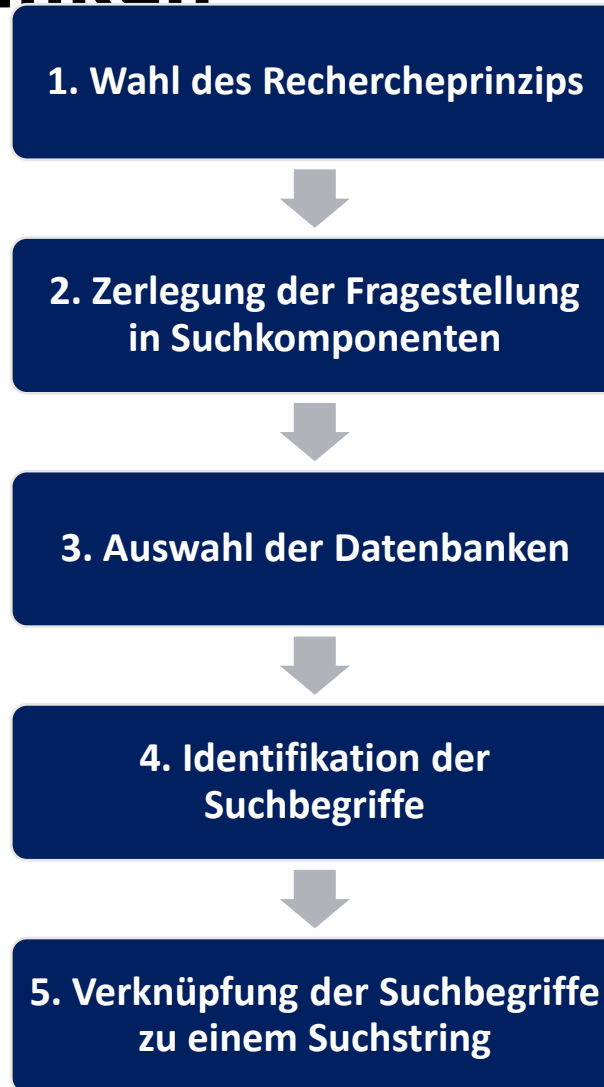 1. Wahl des Rechercheprinzips
2. Zerlegung der Fragestellung
in Suchkomponenten
3. Auswahl der Datenbanken
4. Identifikation der
Suchbegriffe
5. Verknüpfung der Suchbegriffe
zu einem Suchstring